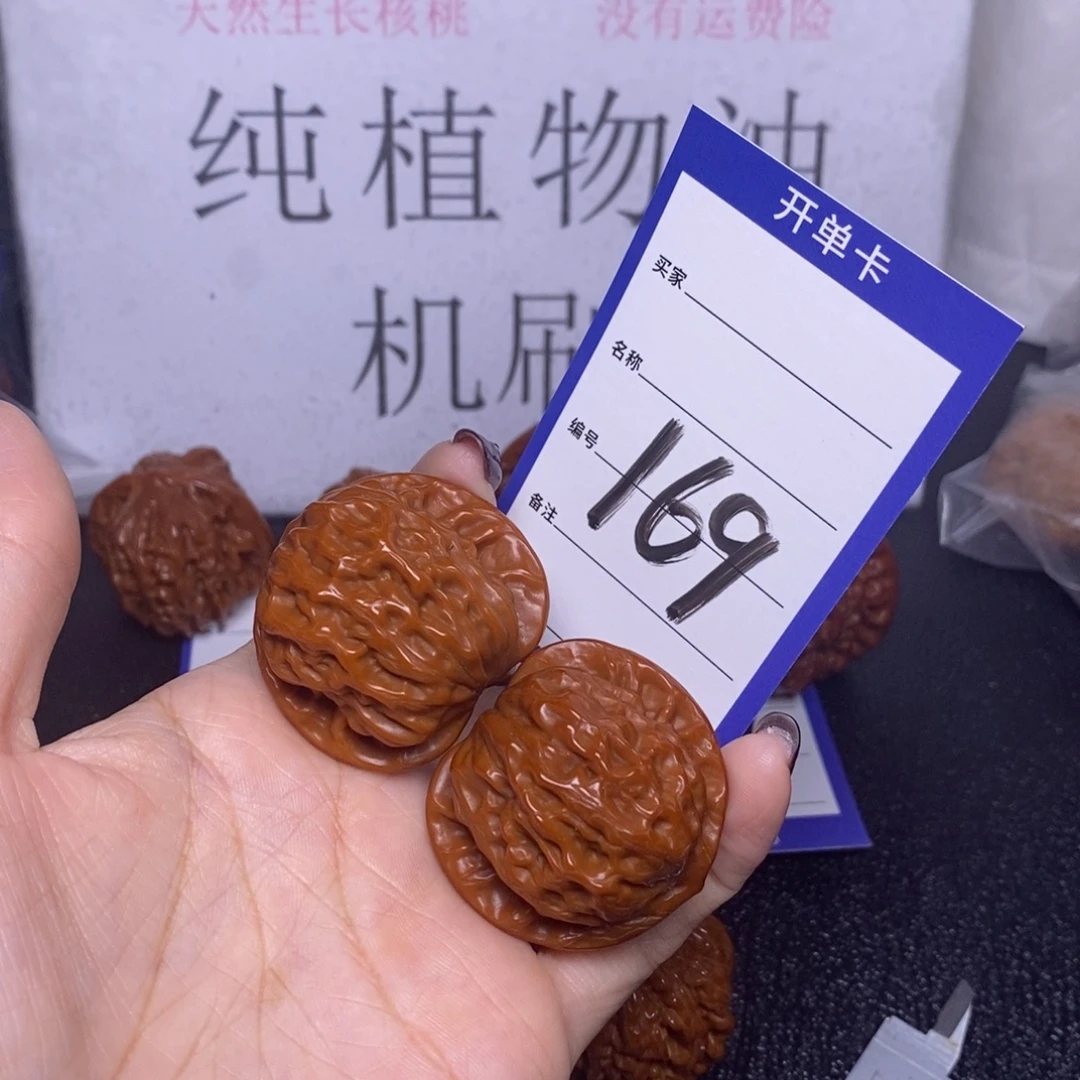 天然生长核桃 没有运费险
纯植物油
机刷
开单卡
买家
名称
编号 169
备注